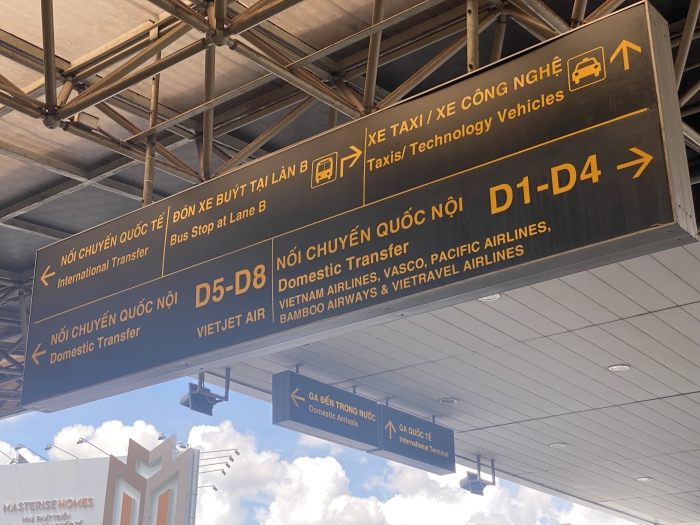 NỐI CHUYẾN QUỐC TẾ
International Transfer
ĐÓN XE BUÝT TẠI LÀN B
Bus Stop at Lane B
XE TAXI / XE CÔNG NGHỆ
Taxis/ Technology Vehicles
NỐI CHUYẾN QUỐC NỘI
Domestic Transfer
D5-D8
VIETJET AIR
NỐI CHUYẾN QUỐC NỘI
Domestic Transfer
D1-D4
VIETNAM AIRLINES, VASCO, PACIFIC AIRLINES,
BAMBOO AIRWAYS & VIETRAVEL AIRLINES
GA ĐẾN TRONG NƯỚC
Domestic Arrivals
GA QUỐC TẾ
International Terminal
MASTERISE HOMES
NHÀ PHÁT TRIỂN